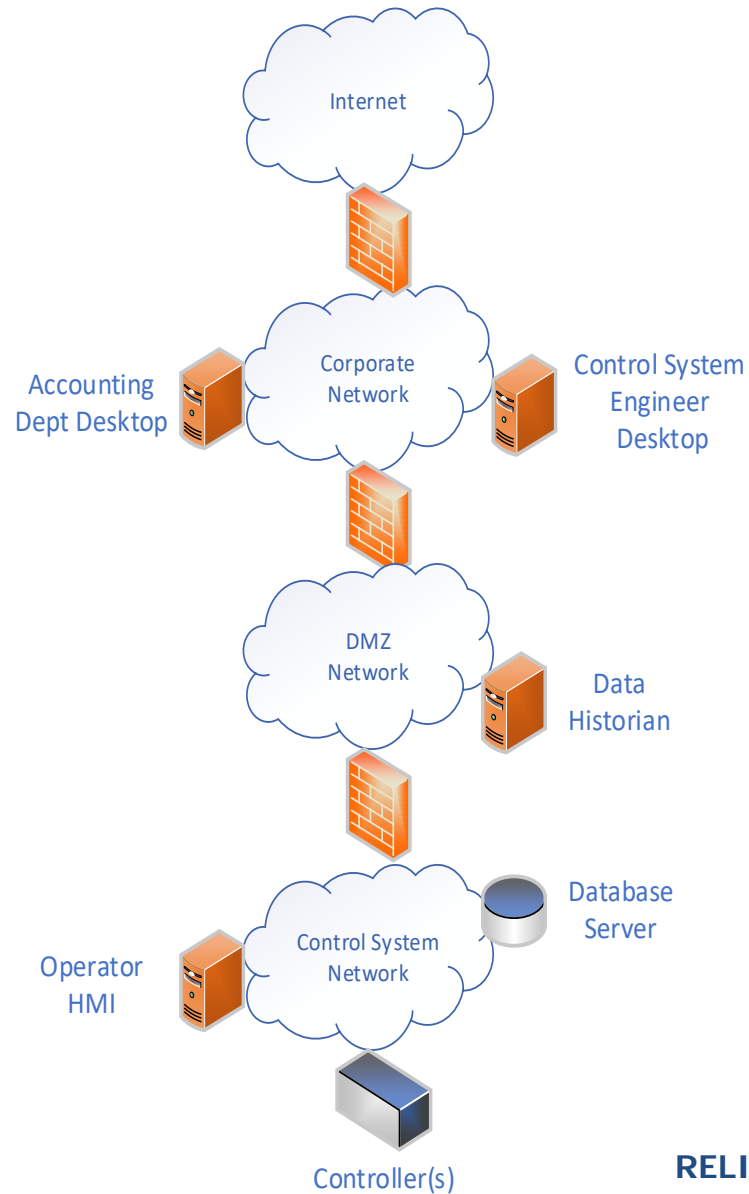 Internet
Accounting
Dept Desktop
Corporate
Network
Control System
Engineer
Desktop
DMZ
Network
Data
Historian
Database
Server
Operator
HMI
Control System
Network
Controller(s)
RELI